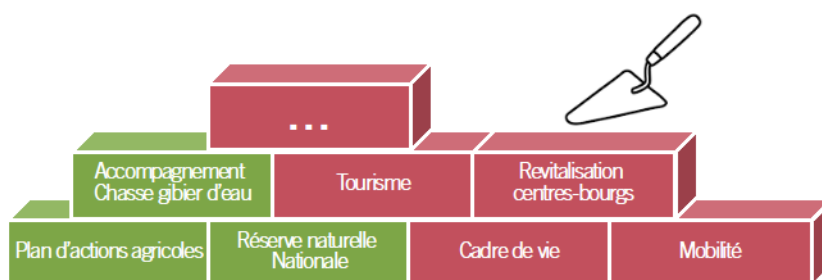 ...
Accompagnement
Chasse gibier d'eau
Tourisme
Revitalisation
centres-bourgs
Plan d'actions agricoles
Réserve naturelle
Nationale
Cadre de vie
Mobilité